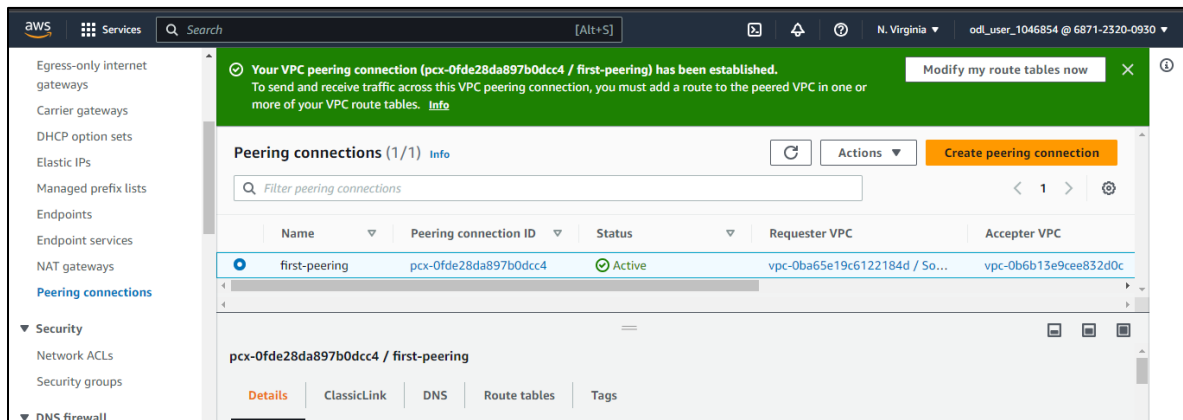 aws
Services
Search
[Alt+S]
N. Virginia ▼
odl_user_1046854 @ 6871-2320-0930 ▼
Egress-only internet
gateways
Carrier gateways
DHCP option sets
Elastic IPs
Managed prefix lists
Endpoints
Endpoint services
NAT gateways
Peering connections
▼ Security
Network ACLs
Security groups
▼ DNS firewall
Your VPC peering connection (pcx-0fde28da897b0dcc4 / first-peering) has been established.
To send and receive traffic across this VPC peering connection, you must add a route to the peered VPC in one or
more of your VPC route tables. Info
Modify my route tables now
Peering connections (1/1) Info
Actions ▼
Create peering connection
Filter peering connections
1
Name
Peering connection ID
Status
Requester VPC
Accepter VPC
first-peering
pcx-0fde28da897b0dcc4
Active
vpc-0ba65e19c6122184d / So...
vpc-0b6b13e9cee832d0c
pcx-0fde28da897b0dcc4 / first-peering
Details
ClassicLink
DNS
Route tables
Tags